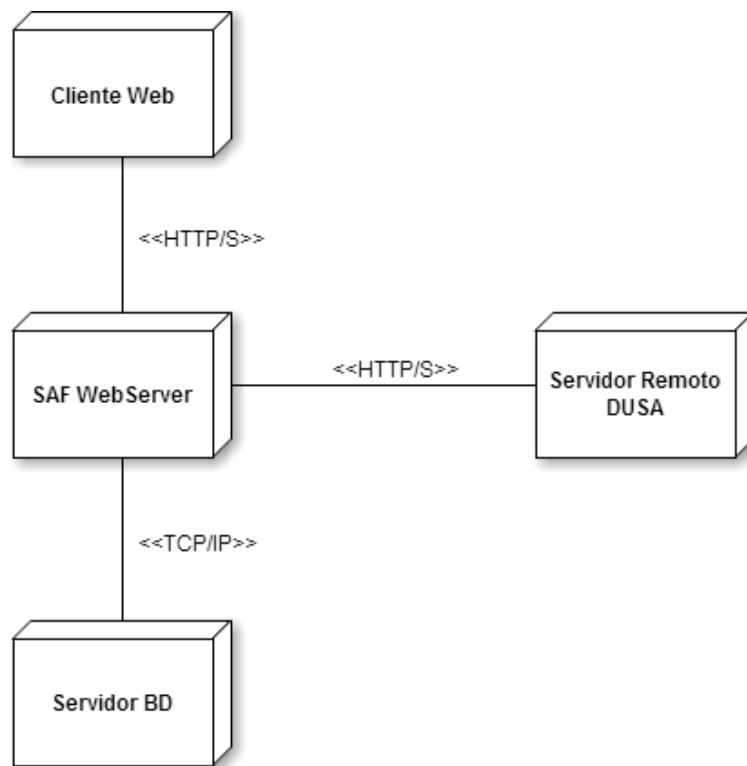 Cliente Web
<<HTTP/S>>
SAF WebServer
<<HTTP/S>>
Servidor Remoto
DUSA
<<TCP/IP>>
Servidor BD